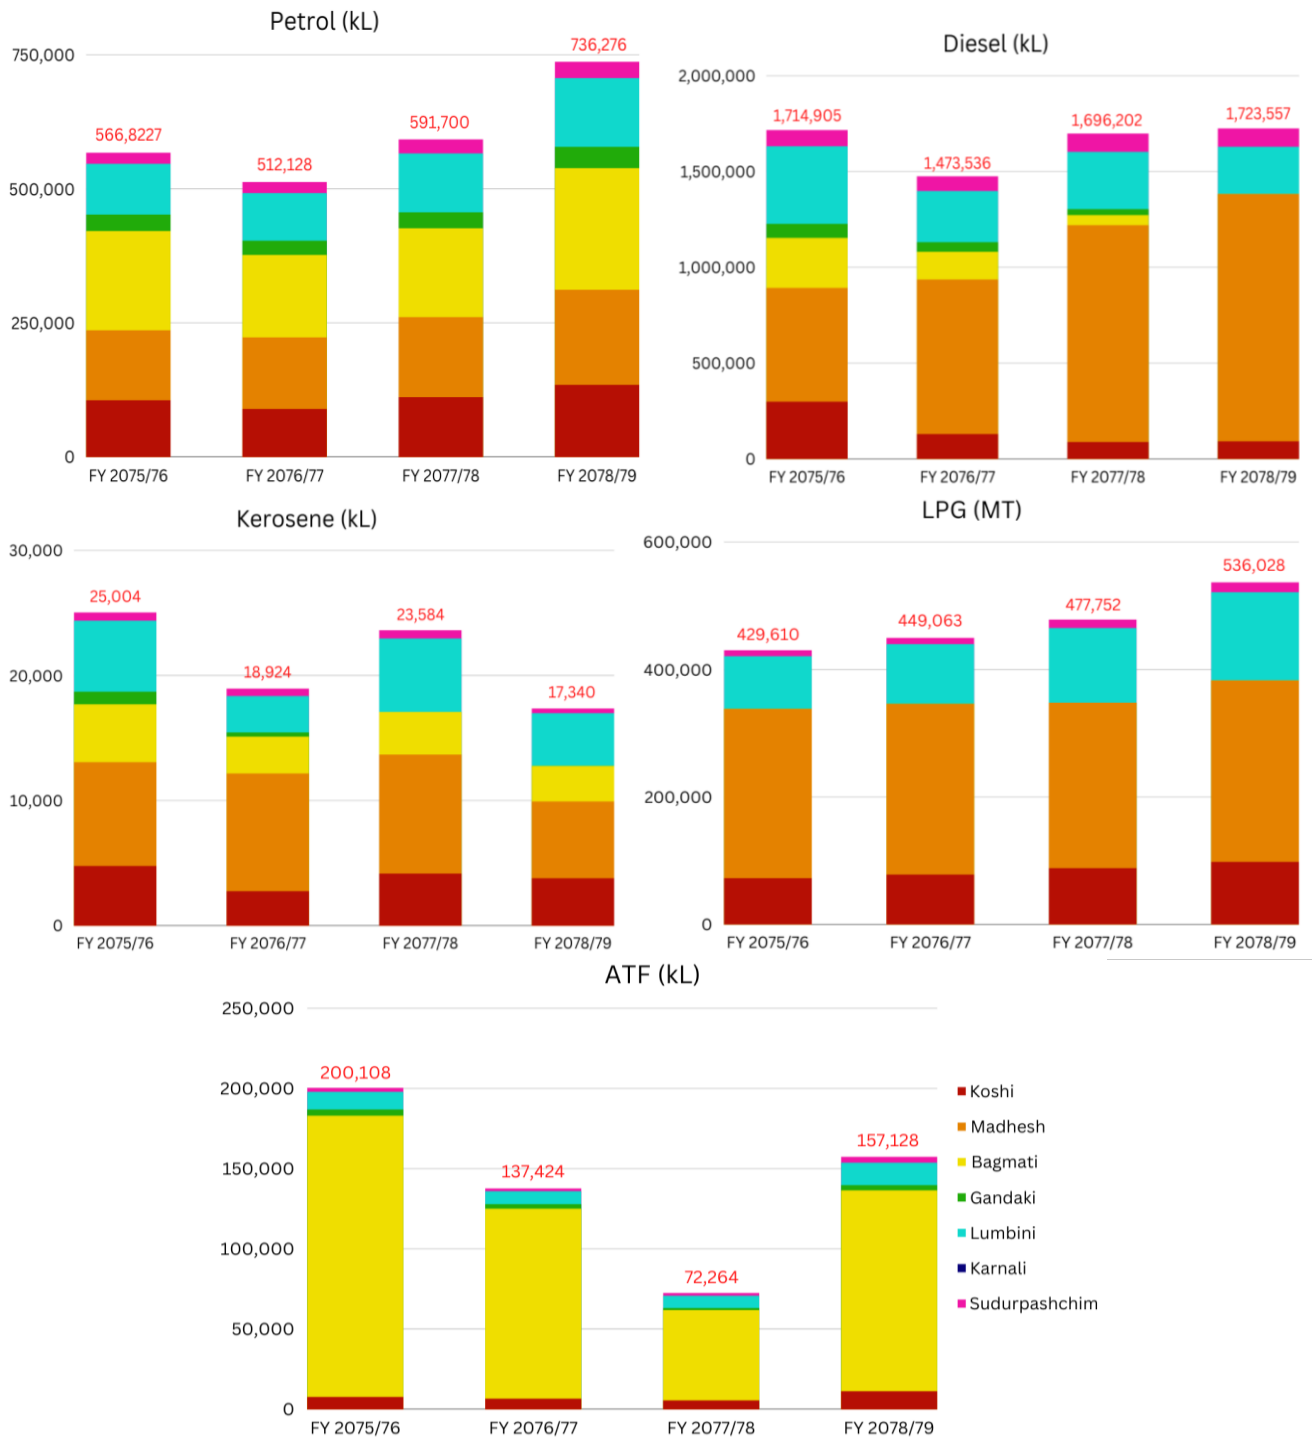 Petrol (kL)
750,000
500,000
250,000
0
566,8227
512,128
591,700
736,276
FY 2075/76
FY 2076/77
FY 2077/78
FY 2078/79
Diesel (kL)
2,000,000
1,500,000
1,000,000
500,000
0
1,714,905
1,473,536
1,696,202
1,723,557
FY 2075/76
FY 2076/77
FY 2077/78
FY 2078/79
Kerosene (kL)
30,000
20,000
10,000
0
25,004
18,924
23,584
17,340
FY 2075/76
FY 2076/77
FY 2077/78
FY 2078/79
LPG (MT)
600,000
400,000
200,000
0
429,610
449,063
477,752
536,028
FY 2075/76
FY 2076/77
FY 2077/78
FY 2078/79
ATF (kL)
250,000
200,000
150,000
100,000
50,000
0
200,108
137,424
72,264
157,128
FY 2075/76
FY 2076/77
FY 2077/78
FY 2078/79
Koshi
Madhesh
Bagmati
Gandaki
Lumbini
Karnali
Sudurpashchim